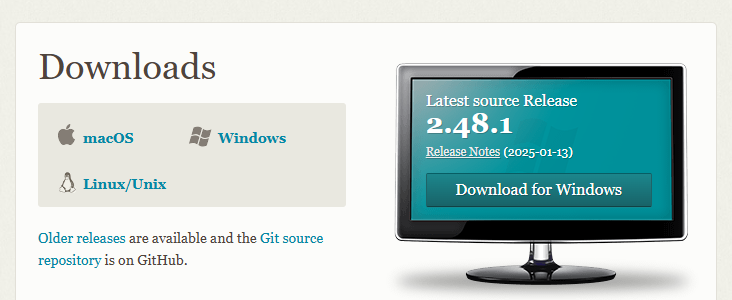 Downloads
macOS
Windows
Linux/Unix
Older releases are available and the Git source
repository is on GitHub.
Latest source Release
2.48.1
Release Notes (2025-01-13)
Download for Windows